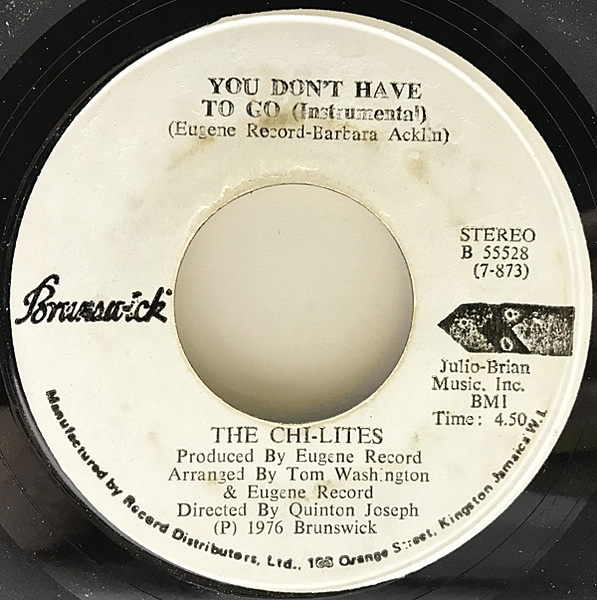 YOU DON'T HAVE
TO GO (Instrumental)
(Eugene Record-Barbara Acklin)
STEREO
B 55528
(7-873)
Brunswick
Julio-Brian
Music, Inc.
BMI
Time: 4.50
THE CHI-LITES
Produced By Eugene Record
Arranged By Tom Washington
& Eugene Record
Directed By Quinton Joseph
(P) 1976 Brunswick
Manufactured by Record Distributors, Ltd., Orange Street, Kingston Jamaica W.I.